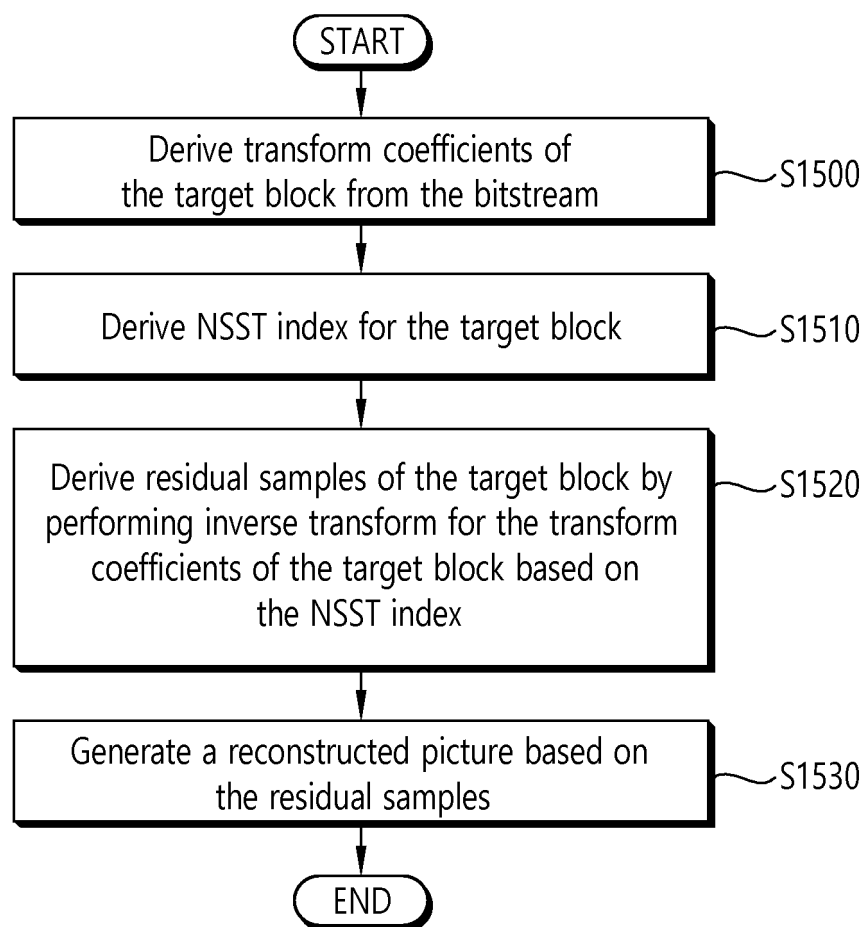 START
Derive transform coefficients of
the target block from the bitstream
S1500
Derive NSST index for the target block
S1510
Derive residual samples of the target block by
performing inverse transform for the transform
coefficients of the target block based on
the NSST index
S1520
Generate a reconstructed picture based on
the residual samples
S1530
END